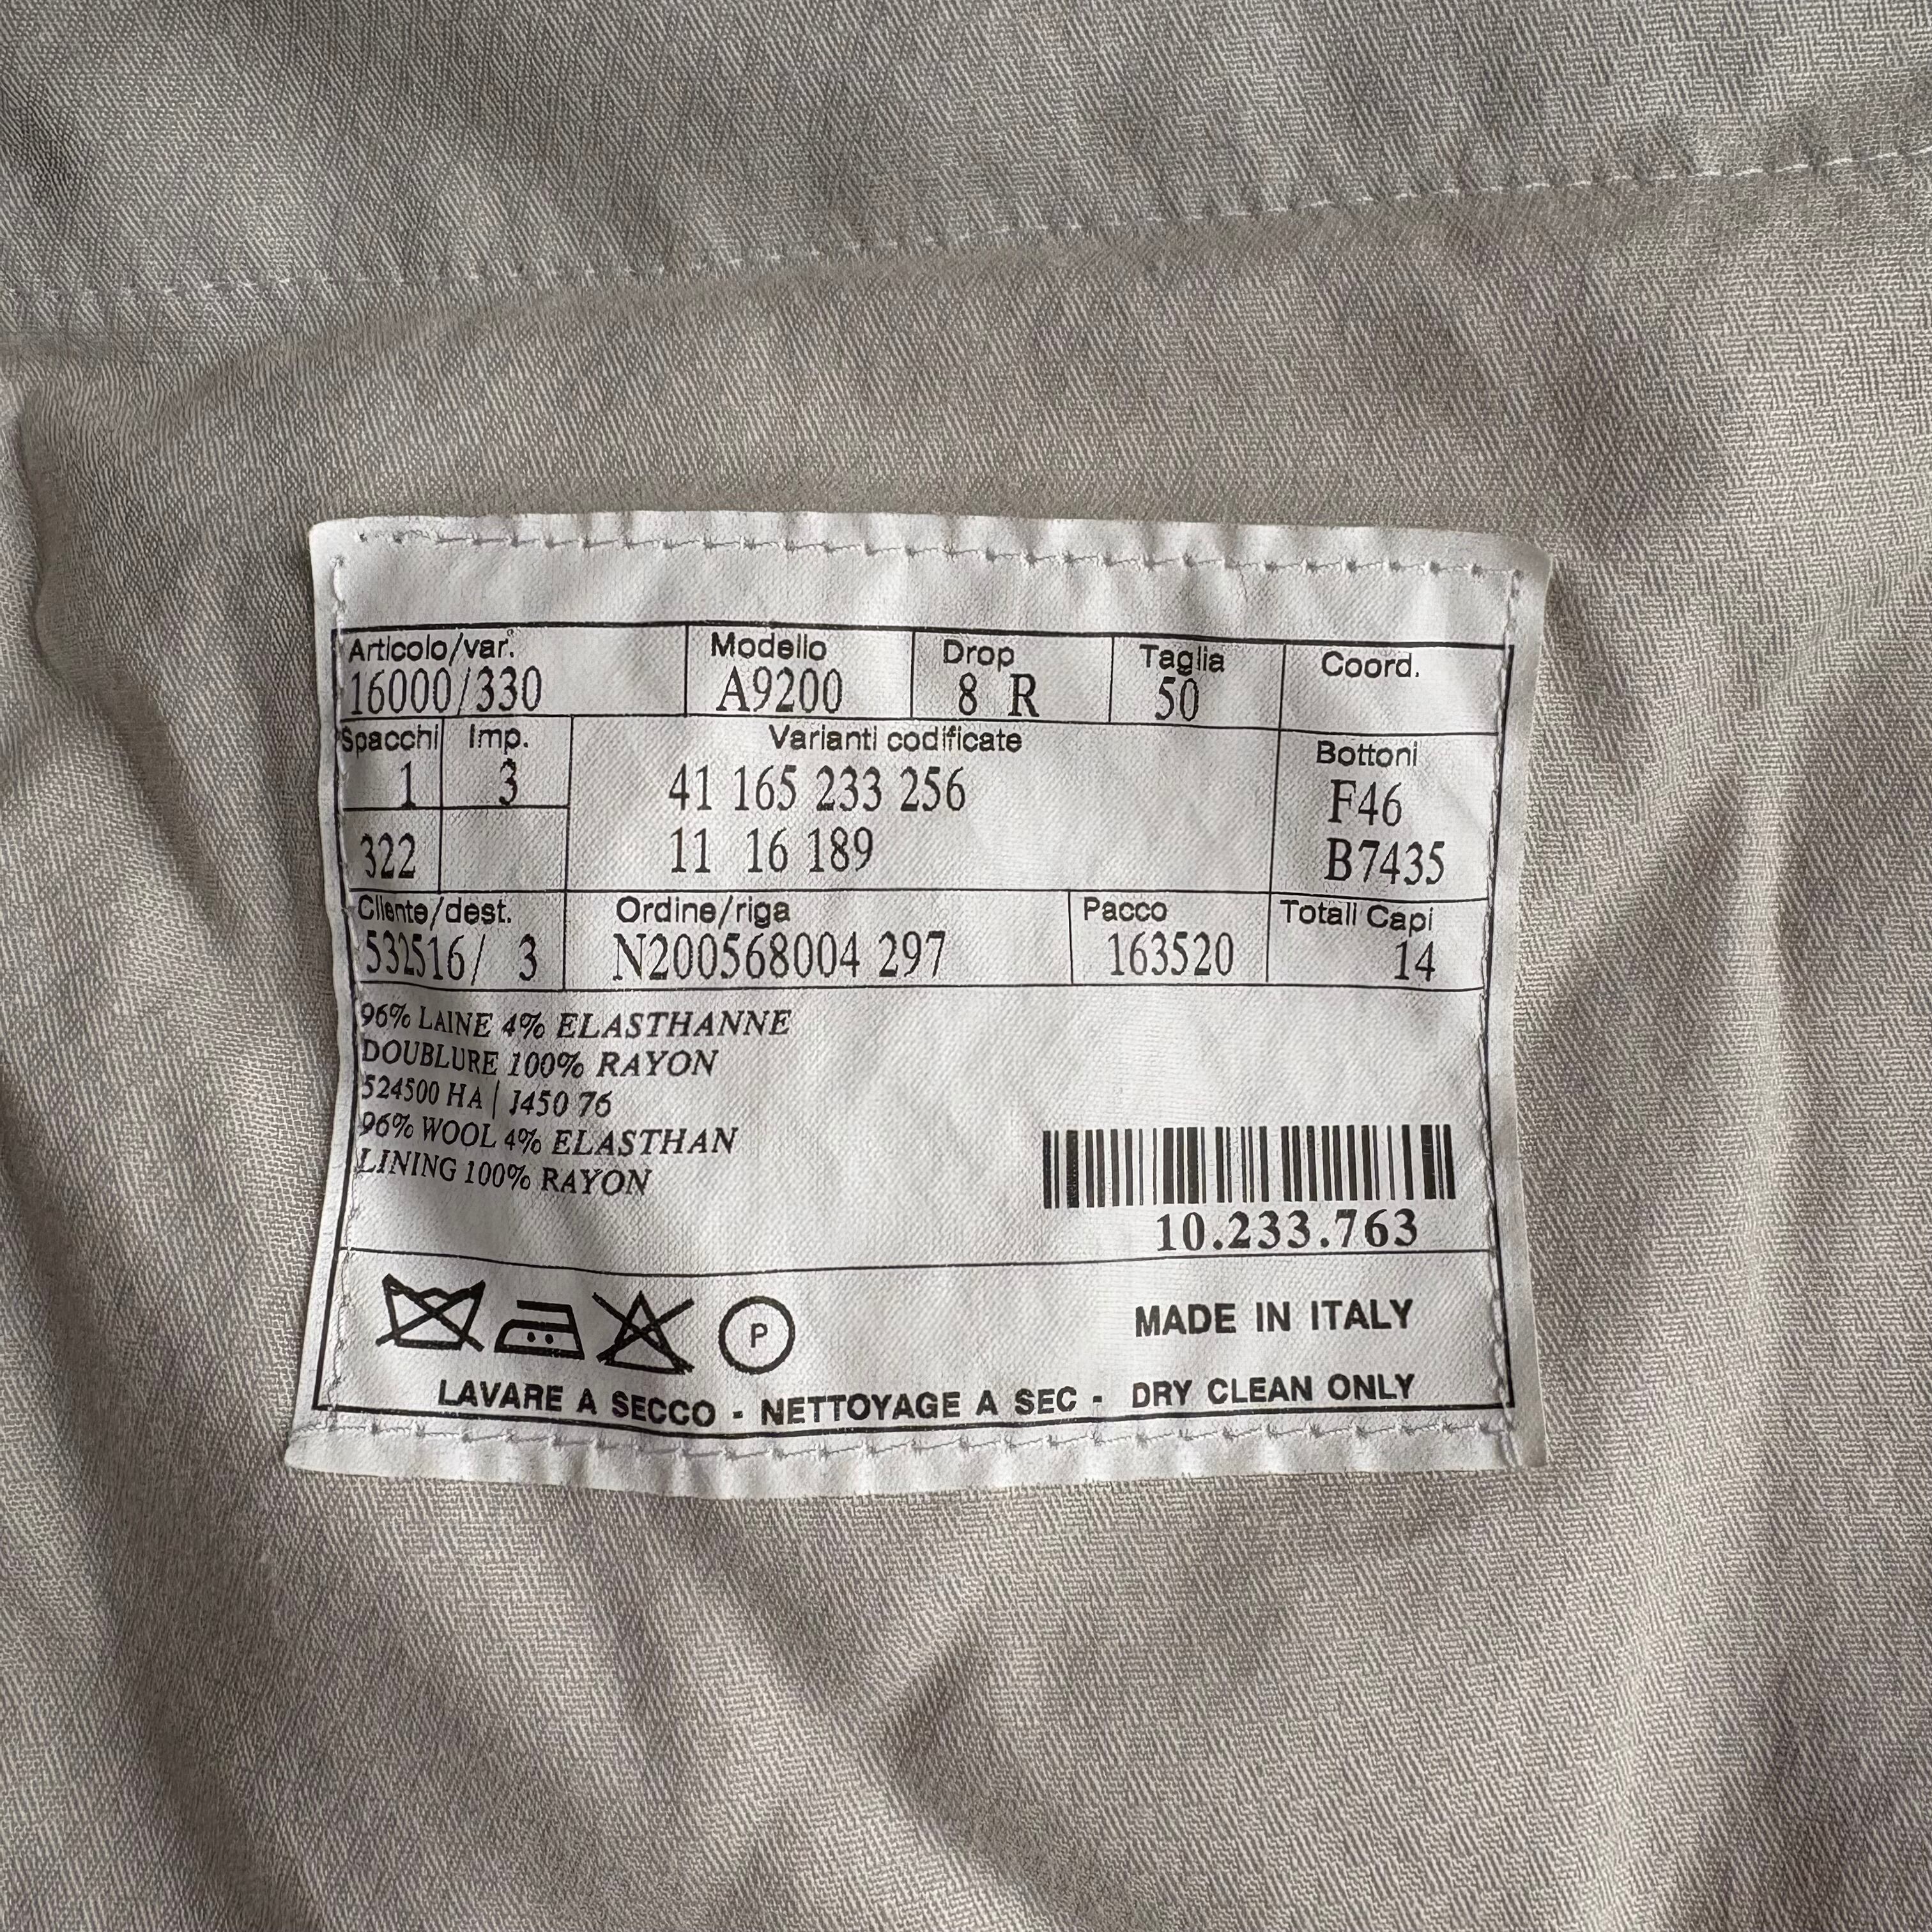 Articolo/var. Modello Drop Taglia Coord.
16000/330 A9200 8 R 50
Spacchi Imp. Varianti codificate Bottoni
1 3 41 165 233 256 F46
322 11 16 189 B7435
Cliente/dest. Ordine/riga Pacco Totali Capi
532516/ 3 N200568004 297 163520 14
96% LAINE 4% ELASTHANNE
DOUBLURE 100% RAYON
524500 HA | J450 76
96% WOOL 4% ELASTHAN
LINING 100% RAYON
10.233.763
P
MADE IN ITALY
LAVARE A SECCO - NETTOYAGE A SEC - DRY CLEAN ONLY